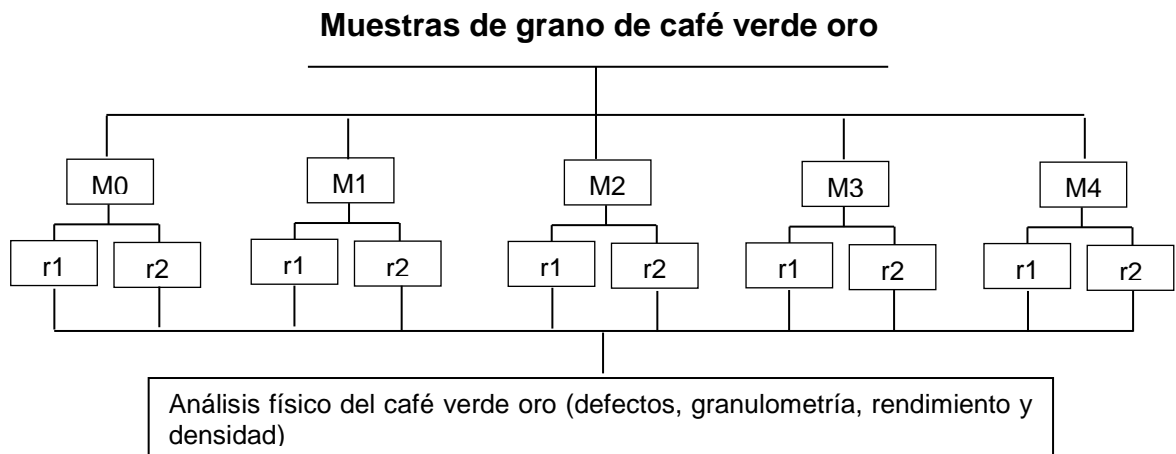 Muestras de grano de café verde oro
M0 M1 M2 M3 M4
r1 r2 r1 r2 r1 r2 r1 r2 r1 r2
Análisis físico del café verde oro (defectos, granulometría, rendimiento y
densidad)